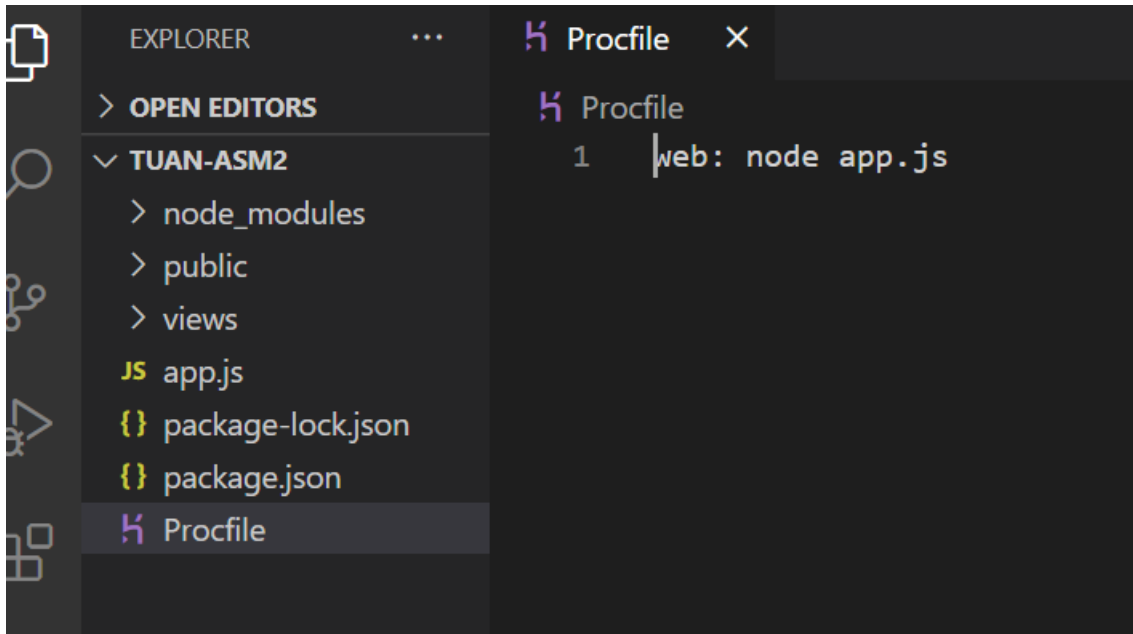 EXPLORER ...
OPEN EDITORS
TUAN-ASM2
node_modules
public
views
JS app.js
{} package-lock.json
{} package.json
Procfile
Procfile
Procfile
1 web: node app.js